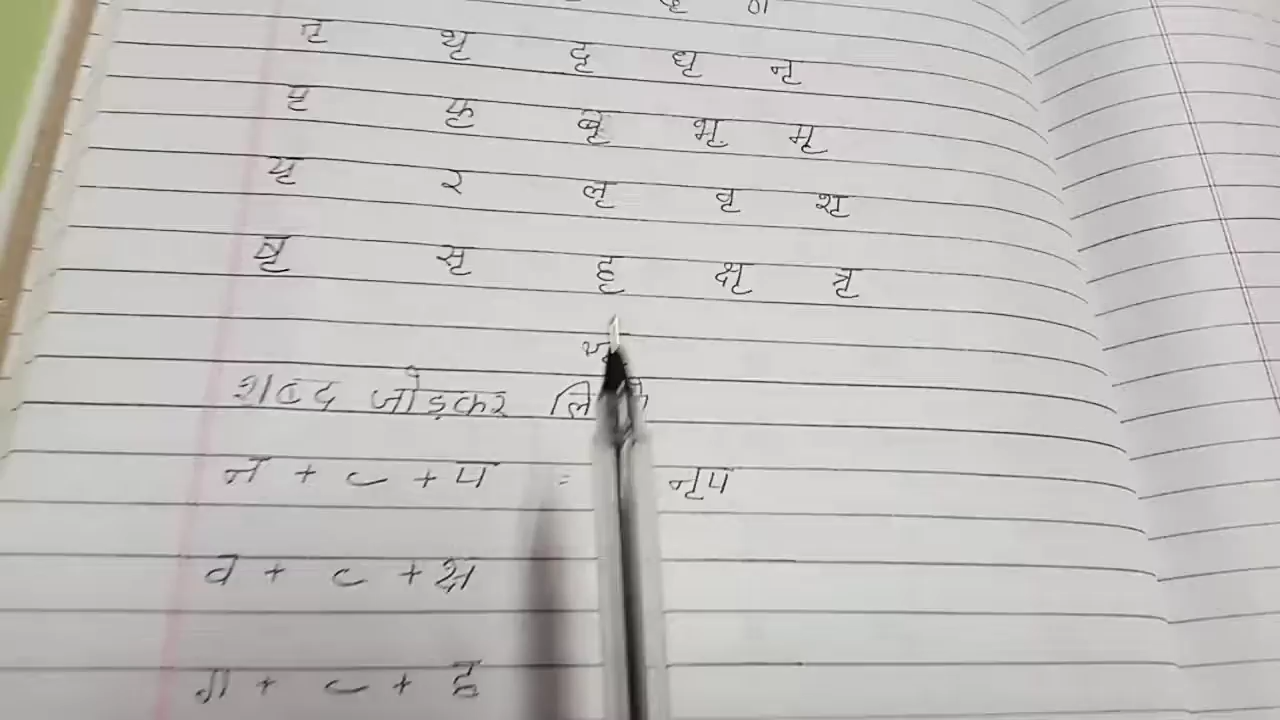 तृ थृ दृ धृ नृ
पृ फृ बृ भृ मृ
यृ र लृ वृ शृ
षृ सृ हृ क्षृ त्रृ
शब्द जोड़कर
न + ृ + प = नृप
व + ृ + क्ष
ग + ृ + ह